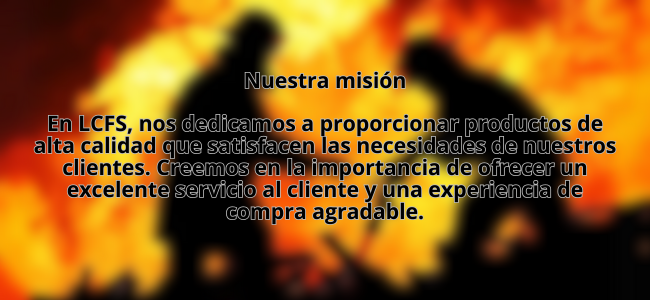 Nuestra misión
En LCFS, nos dedicamos a proporcionar productos de
alta calidad que satisfacen las necesidades de nuestros
clientes. Creemos en la importancia de ofrecer un
excelente servicio al cliente y una experiencia de
compra agradable.